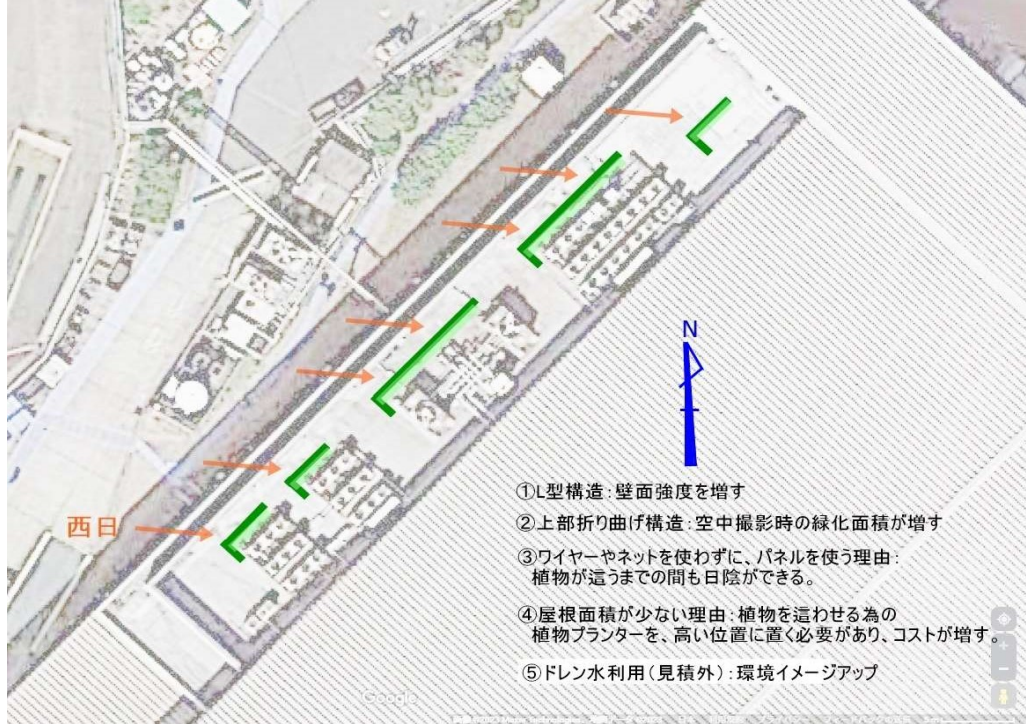 N
西日
①L型構造:壁面強度を増す
②上部折り曲げ構造:空中撮影時の緑化面積が増す
③ワイヤーやネットを使わずに、パネルを使う理由:
植物が這うまでの間も日陰ができる。
④屋根面積が少ない理由:植物を這わせる為の
植物プランターを、高い位置に置く必要があり、コストが増す。
⑤ドレン水利用(見積外):環境イメージアップ
Google